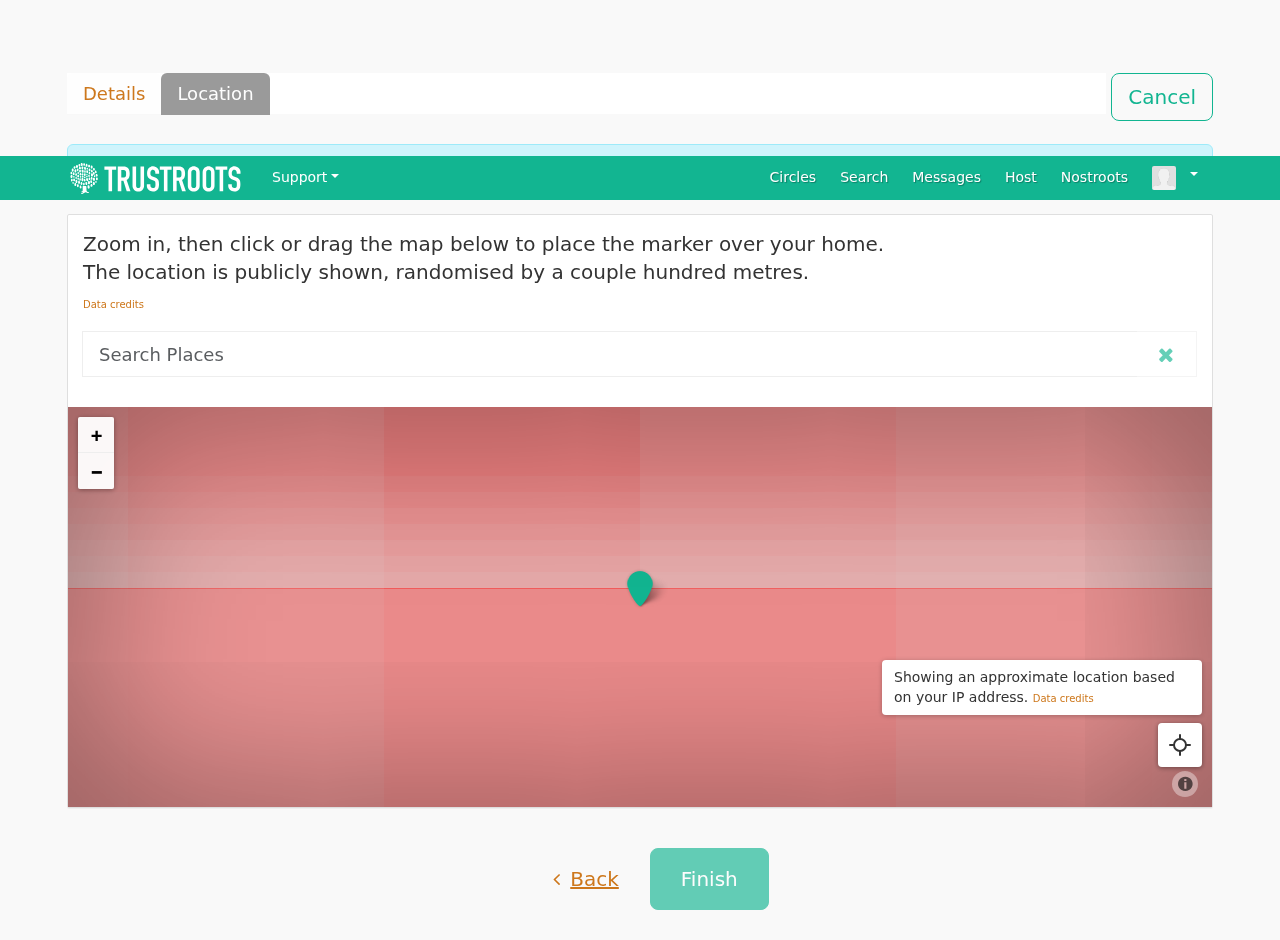 Details
Location
Cancel
TRUSTROOTS
Support
Circles
Search
Messages
Host
Nostroots
Zoom in, then click or drag the map below to place the marker over your home.
The location is publicly shown, randomised by a couple hundred metres.
Data credits
Search Places
+
−
Showing an approximate location based
on your IP address. Data credits
Back
Finish